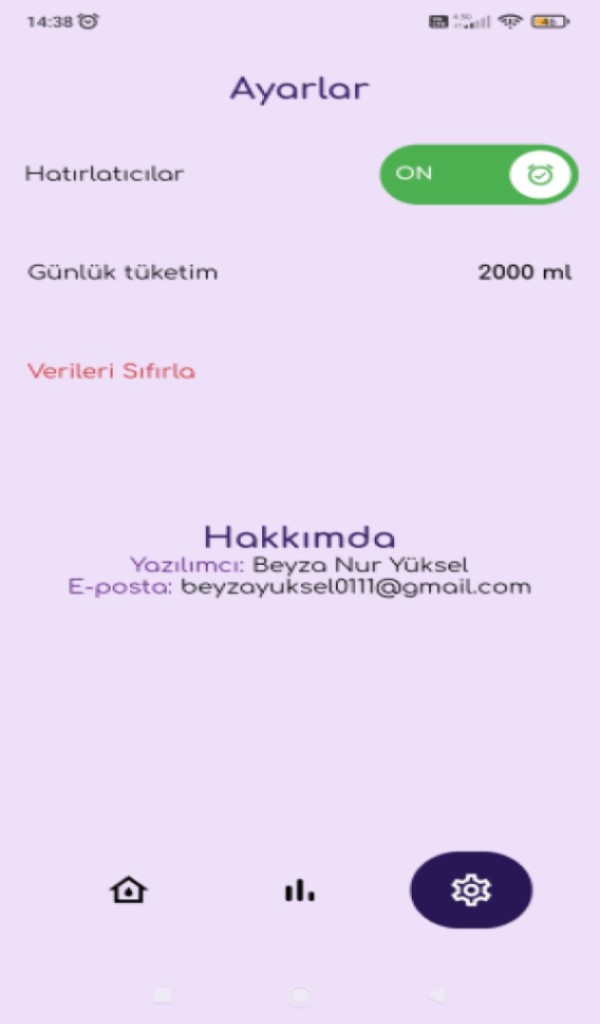 14:38
Ayarlar
Hatırlatıcılar
ON
Günlük tüketim 2000 ml
Verileri Sıfırla
Hakkımda
Yazılımcı: Beyza Nur Yüksel
E-posta: beyzayuksel0111@gmail.com